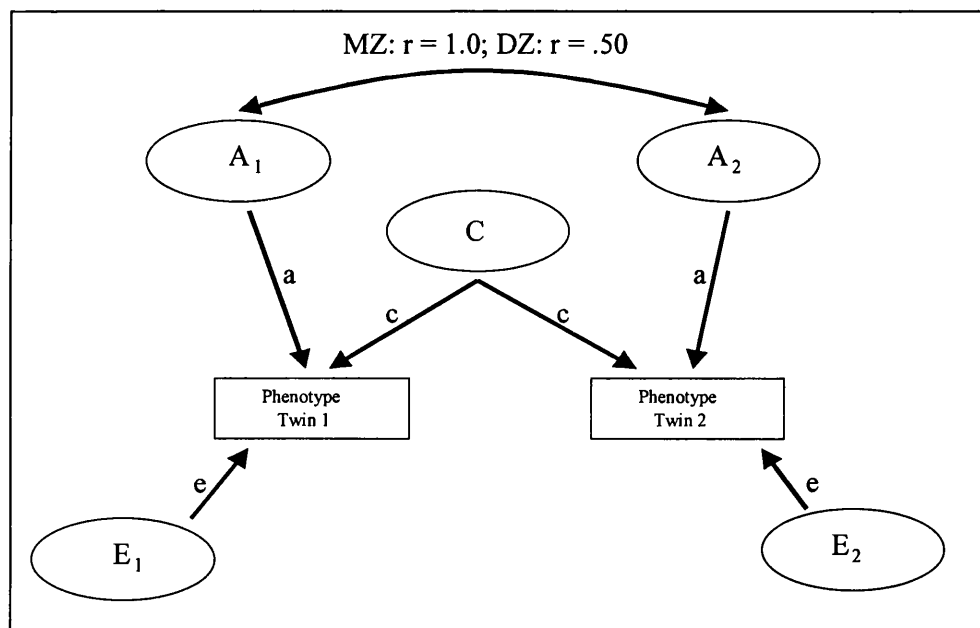 MZ: r = 1.0; DZ: r = .50
A1
A2
C
a
a
c
c
Phenotype
Twin 1
Phenotype
Twin 2
e
e
E1
E2